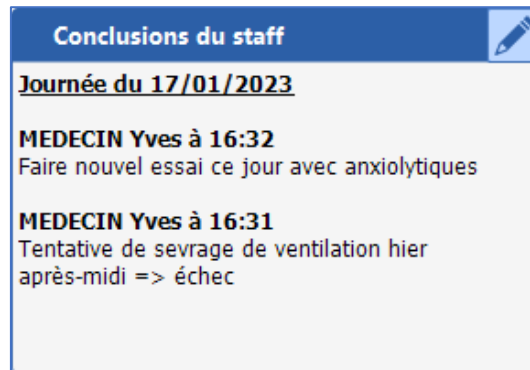 Conclusions du staff
Journée du 17/01/2023
MEDECIN Yves à 16:32
Faire nouvel essai ce jour avec anxiolytiques
MEDECIN Yves à 16:31
Tentative de sevrage de ventilation hier
après-midi => échec